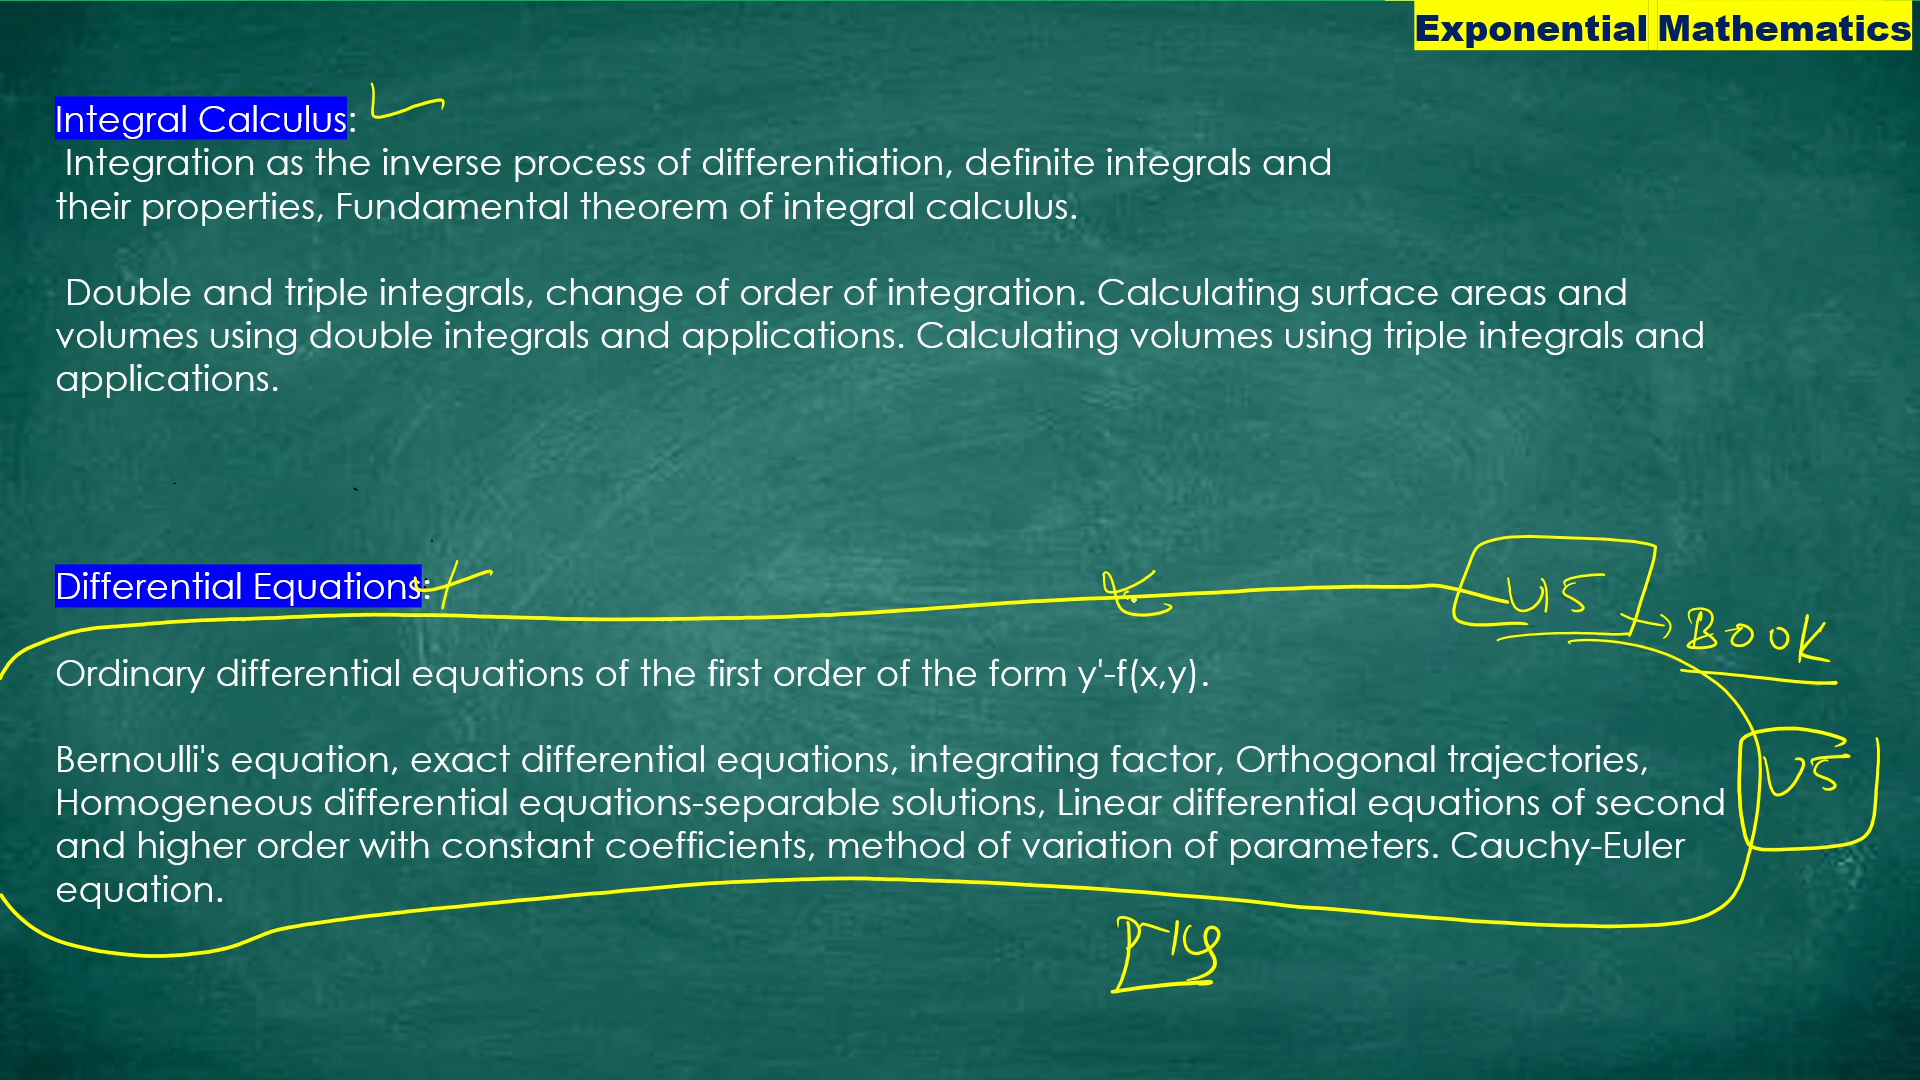 Exponential Mathematics
Integral Calculus:
Integration as the inverse process of differentiation, definite integrals and
their properties, Fundamental theorem of integral calculus.
Double and triple integrals, change of order of integration. Calculating surface areas and
volumes using double integrals and applications. Calculating volumes using triple integrals and
applications.
Differential Equations:
U5
BOOK
Ordinary differential equations of the first order of the form y'-f(x,y).
Bernoulli's equation, exact differential equations, integrating factor, Orthogonal trajectories,
U5
Homogeneous differential equations-separable solutions, Linear differential equations of second
and higher order with constant coefficients, method of variation of parameters. Cauchy-Euler
equation.